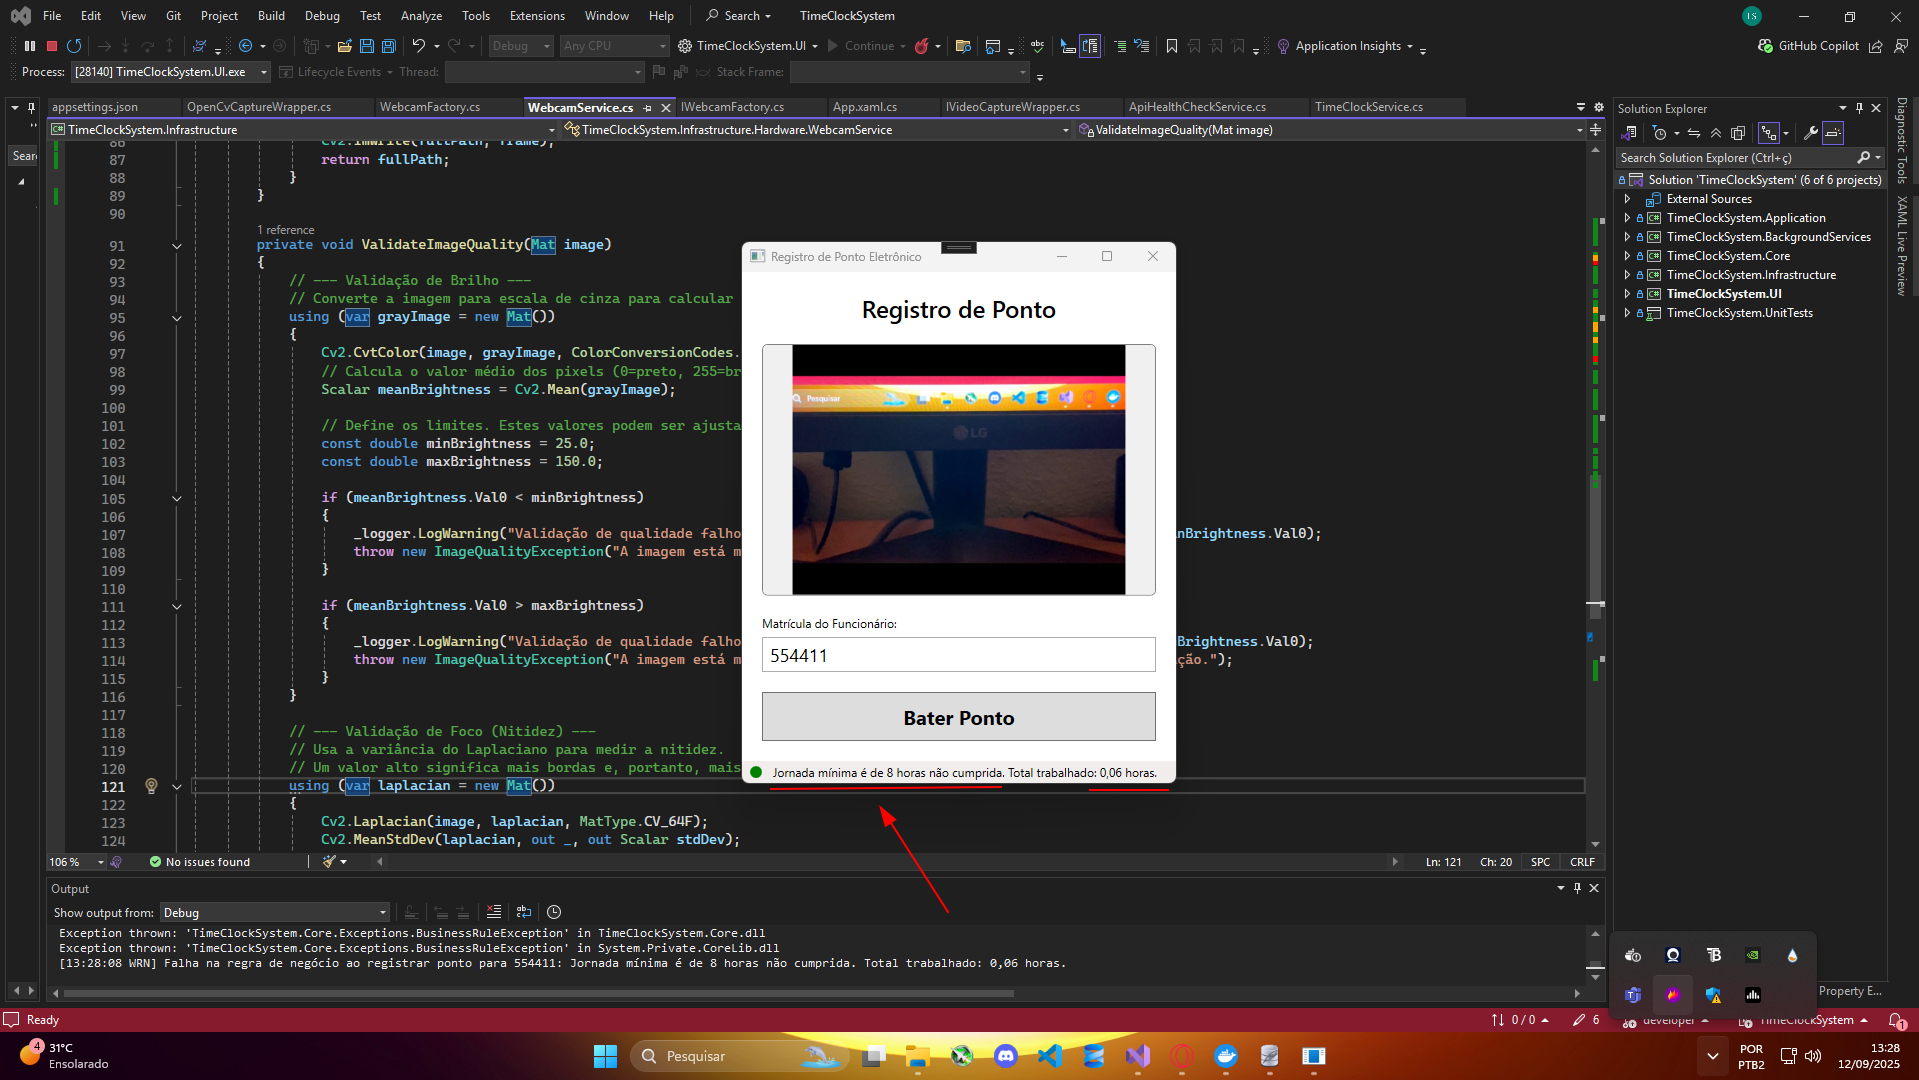 File Edit View Git Project Build Debug Test Analyze Tools Extensions Window Help Search TimeClockSystem IS
Debug Any CPU TimeClockSystem.UI Continue Application Insights GitHub Copilot
Process: [28140] TimeClockSystem.UI.exe Lifecycle Events Thread: Stack Frame:
appsettings.json OpenCvCaptureWrapper.cs WebcamFactory.cs WebcamService.cs IWebcamFactory.cs App.xaml.cs IVideoCaptureWrapper.cs ApiHealthCheckService.cs TimeClockService.cs
TimeClockSystem.Infrastructure TimeClockSystem.Infrastructure.Hardware.WebcamService ValidateImageQuality(Mat image)
Sear
86 Cv2.ImWrite(fullPath, frame);
87 return fullPath;
88 }
89 }
90
1 reference
91 private void ValidateImageQuality(Mat image)
92 {
93 // --- Validação de Brilho ---
94 // Converte a imagem para escala de cinza para calcular
95 using (var grayImage = new Mat())
96 {
97 Cv2.CvtColor(image, grayImage, ColorConversionCodes.
98 // Calcula o valor médio dos pixels (0=preto, 255=br
99 Scalar meanBrightness = Cv2.Mean(grayImage);
100
101 // Define os limites. Estes valores podem ser ajusta
102 const double minBrightness = 25.0;
103 const double maxBrightness = 150.0;
104
105 if (meanBrightness.Val0 < minBrightness)
106 {
107 _logger.LogWarning("Validação de qualidade falho nBrightness.Val0);
108 throw new ImageQualityException("A imagem está m
109 }
110
111 if (meanBrightness.Val0 > maxBrightness)
112 {
113 _logger.LogWarning("Validação de qualidade falho Brightness.Val0);
114 throw new ImageQualityException("A imagem está m ção.");
115 }
116 }
117
118 // --- Validação de Foco (Nitidez) ---
119 // Usa a variância do Laplaciano para medir a nitidez.
120 // Um valor alto significa mais bordas e, portanto, mais
121 using (var laplacian = new Mat())
122 {
123 Cv2.Laplacian(image, laplacian, MatType.CV_64F);
124 Cv2.MeanStdDev(laplacian, out _, out Scalar stdDev);
Registro de Ponto Eletrônico
Registro de Ponto
Pesquisar
LG
Matrícula do Funcionário:
554411
Bater Ponto
Jornada mínima é de 8 horas não cumprida. Total trabalhado: 0,06 horas.
106 % No issues found Ln: 121 Ch: 20 SPC CRLF
Output
Show output from: Debug
Exception thrown: 'TimeClockSystem.Core.Exceptions.BusinessRuleException' in TimeClockSystem.Core.dll
Exception thrown: 'TimeClockSystem.Core.Exceptions.BusinessRuleException' in System.Private.CoreLib.dll
[13:28:08 WRN] Falha na regra de negócio ao registrar ponto para 554411: Jornada mínima é de 8 horas não cumprida. Total trabalhado: 0,06 horas.
Solution Explorer
Search Solution Explorer (Ctrl+ç)
Solution 'TimeClockSystem' (6 of 6 projects)
External Sources
TimeClockSystem.Application
TimeClockSystem.BackgroundServices
TimeClockSystem.Core
TimeClockSystem.Infrastructure
TimeClockSystem.UI
TimeClockSystem.UnitTests
Diagnostic Tools
XAML Live Preview
Property E...
Ready 0 / 0 6 developer TimeClockSystem 1
4 31°C
Ensolarado
Pesquisar
POR
PTB2
13:28
12/09/2025